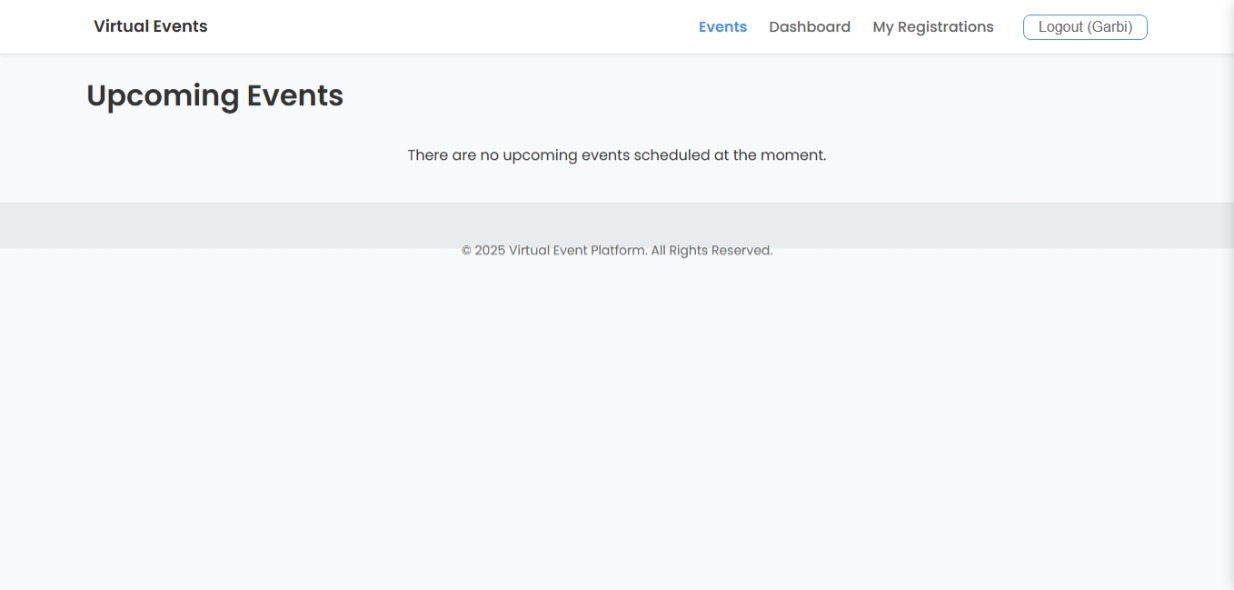 Virtual Events
Events Dashboard My Registrations Logout (Garbi)
Upcoming Events
There are no upcoming events scheduled at the moment.
© 2025 Virtual Event Platform. All Rights Reserved.